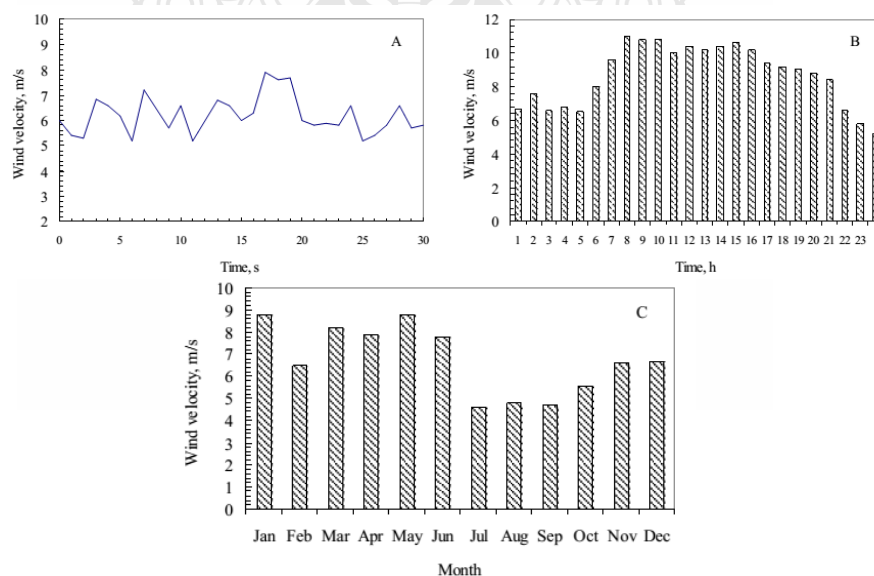 A
Wind velocity, m/s
10
9
8
7
6
5
4
3
2
0 5 10 15 20 25 30
Time, s
B
Wind velocity, m/s
12
10
8
6
4
2
0
1 2 3 4 5 6 7 8 9 10 11 12 13 14 15 16 17 18 19 20 21 22 23
Time, h
C
Wind velocity, m/s
10
9
8
7
6
5
4
3
2
1
0
Jan Feb Mar Apr May Jun Jul Aug Sep Oct Nov Dec
Month